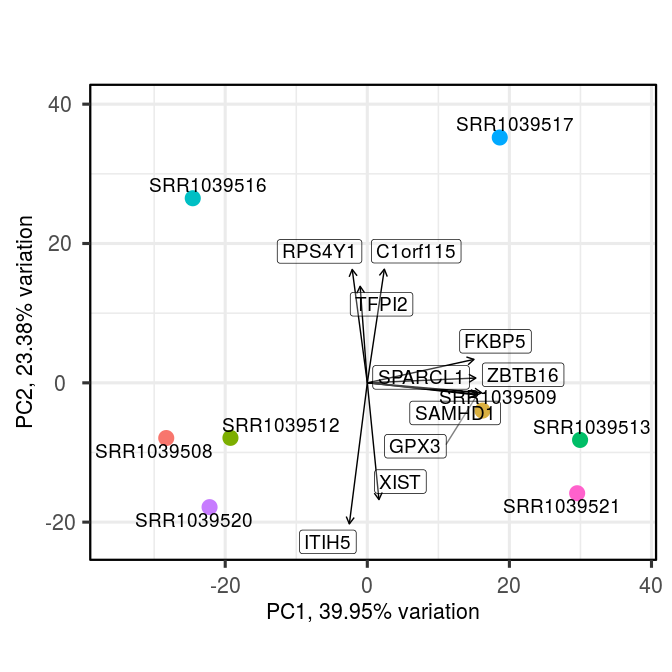 40
SRR1039517
SRR1039516
20
RPS4Y1
C1orf115
TFPI2
FKBP5
SPARCL1
ZBTB16
0
SRR1039509
SAMHD1
SRR1039512
SRR1039513
GPX3
SRR1039508
XIST
SRR1039521
SRR1039520
-20
ITIH5
-20
0
20
40
PC1, 39.95% variation
PC2, 23.38% variation